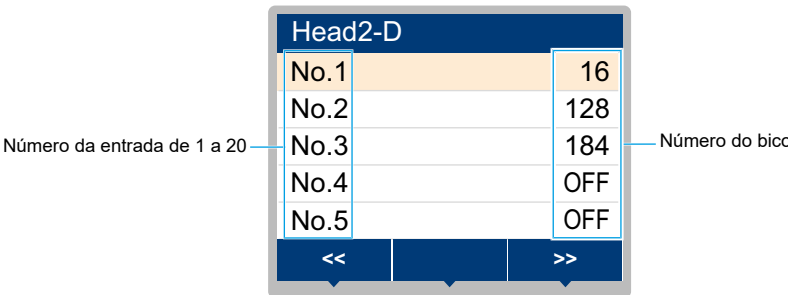 Head2-D
No.1 16
No.2 128
No.3 184
No.4 OFF
No.5 OFF
<< >>
Número da entrada de 1 a 20
Número do bico